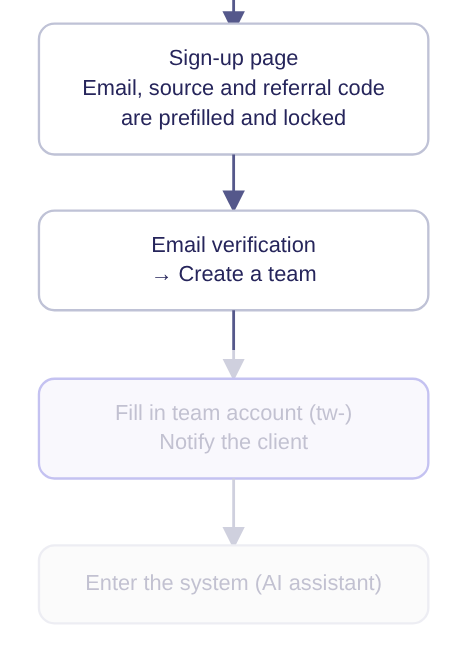 Sign-up page
Email, source and referral code
are prefilled and locked
Email verification
→ Create a team
Fill in team account (tw-)
Notify the client
Enter the system (AI assistant)